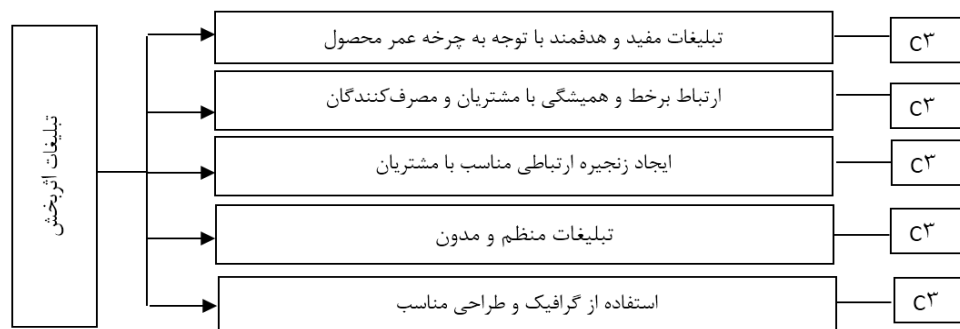 تبلیغات اثربخش
تبلیغات مفید و هدفمند با توجه به چرخه عمر محصول
C۳
ارتباط برخط و همیشگی با مشتریان و مصرف‌کنندگان
C۳
ایجاد زنجیره ارتباطی مناسب با مشتریان
C۳
تبلیغات منظم و مدون
C۳
استفاده از گرافیک و طراحی مناسب
C۳